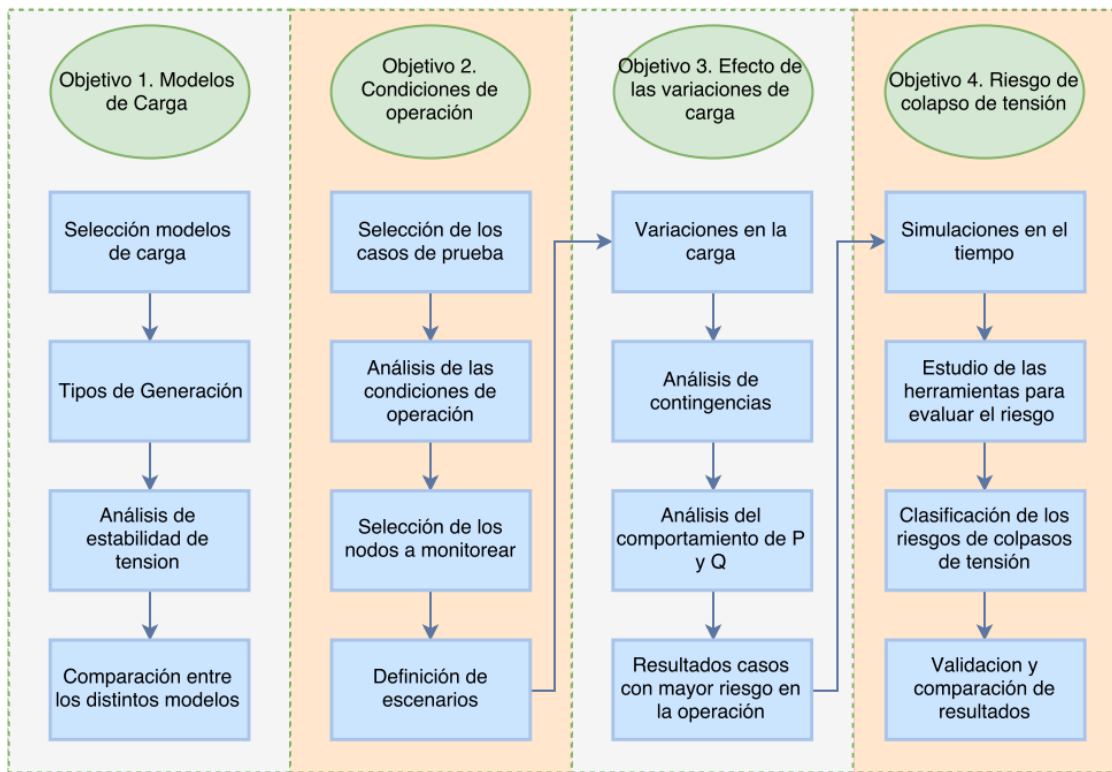 Objetivo 1. Modelos
de Carga
Selección modelos
de carga
Tipos de Generación
Análisis de
estabilidad de
tension
Comparación entre
los distintos modelos
Objetivo 2.
Condiciones de
operación
Selección de los
casos de prueba
Análisis de las
condiciones de
operación
Selección de los
nodos a monitorear
Definición de
escenarios
Objetivo 3. Efecto de
las variaciones de
carga
Variaciones en la
carga
Análisis de
contingencias
Análisis del
comportamiento de P
y Q
Resultados casos
con mayor riesgo en
la operación
Objetivo 4. Riesgo de
colapso de tensión
Simulaciones en el
tiempo
Estudio de las
herramientas para
evaluar el riesgo
Clasificación de los
riesgos de colpasos
de tensión
Validacion y
comparación de
resultados